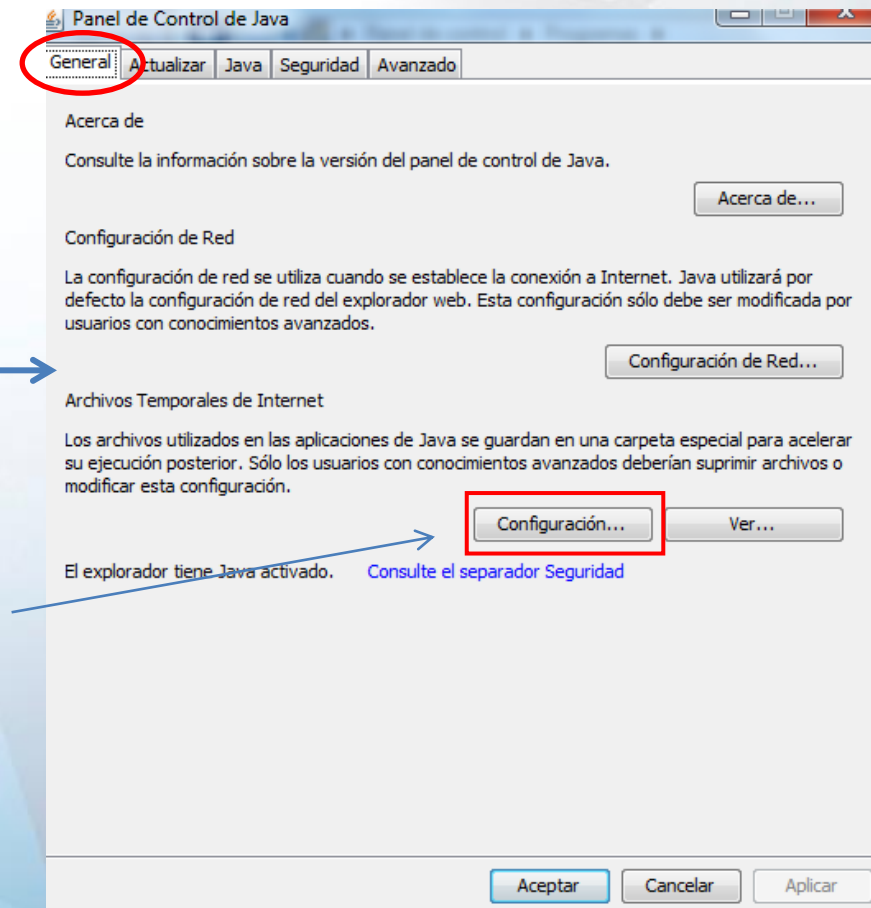 Panel de Control de Java
General Actualizar Java Seguridad Avanzado
Acerca de
Consulte la información sobre la versión del panel de control de Java.
Acerca de...
Configuración de Red
La configuración de red se utiliza cuando se establece la conexión a Internet. Java utilizará por
defecto la configuración de red del explorador web. Esta configuración sólo debe ser modificada por
usuarios con conocimientos avanzados.
Configuración de Red...
Archivos Temporales de Internet
Los archivos utilizados en las aplicaciones de Java se guardan en una carpeta especial para acelerar
su ejecución posterior. Sólo los usuarios con conocimientos avanzados deberían suprimir archivos o
modificar esta configuración.
Configuración... Ver...
El explorador tiene Java activado. Consulte el separador Seguridad
Aceptar Cancelar Aplicar